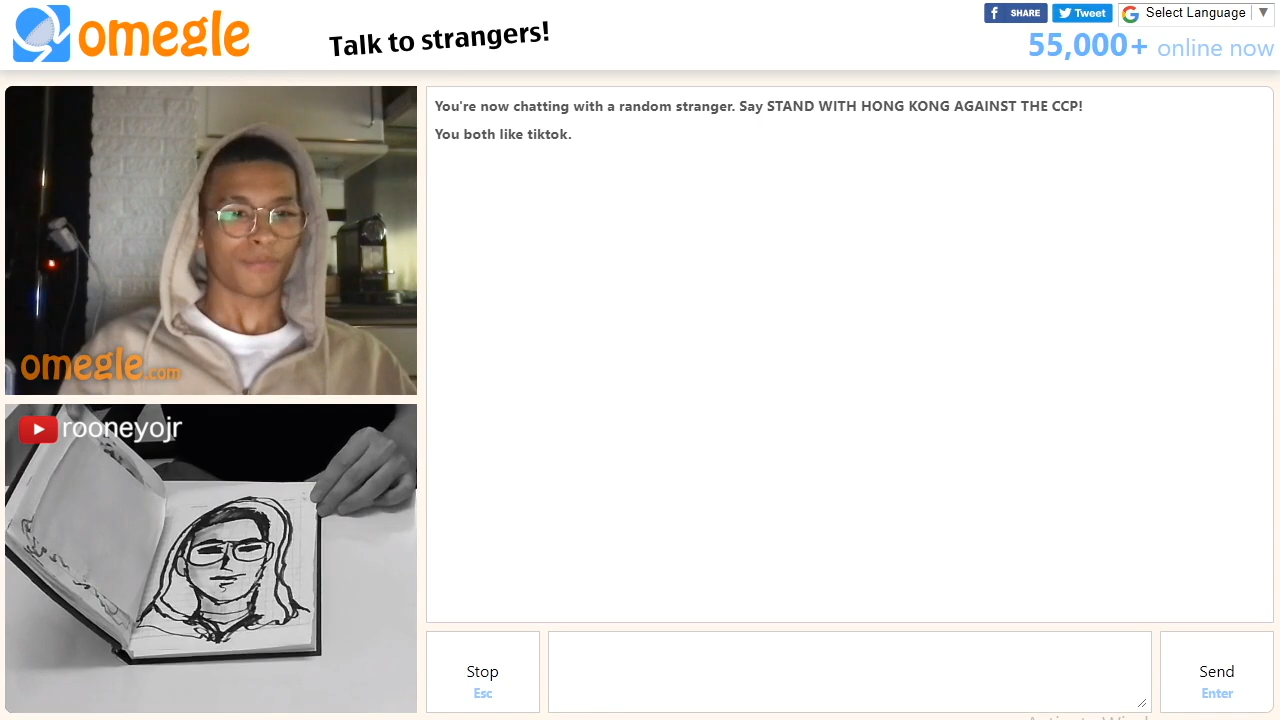 omegle
Talk to strangers!
SHARE
Tweet
Select Language
55,000+ online now
You're now chatting with a random stranger. Say STAND WITH HONG KONG AGAINST THE CCP!
You both like tiktok.
omegle.com
rooneyojr
Stop
Esc
Send
Enter